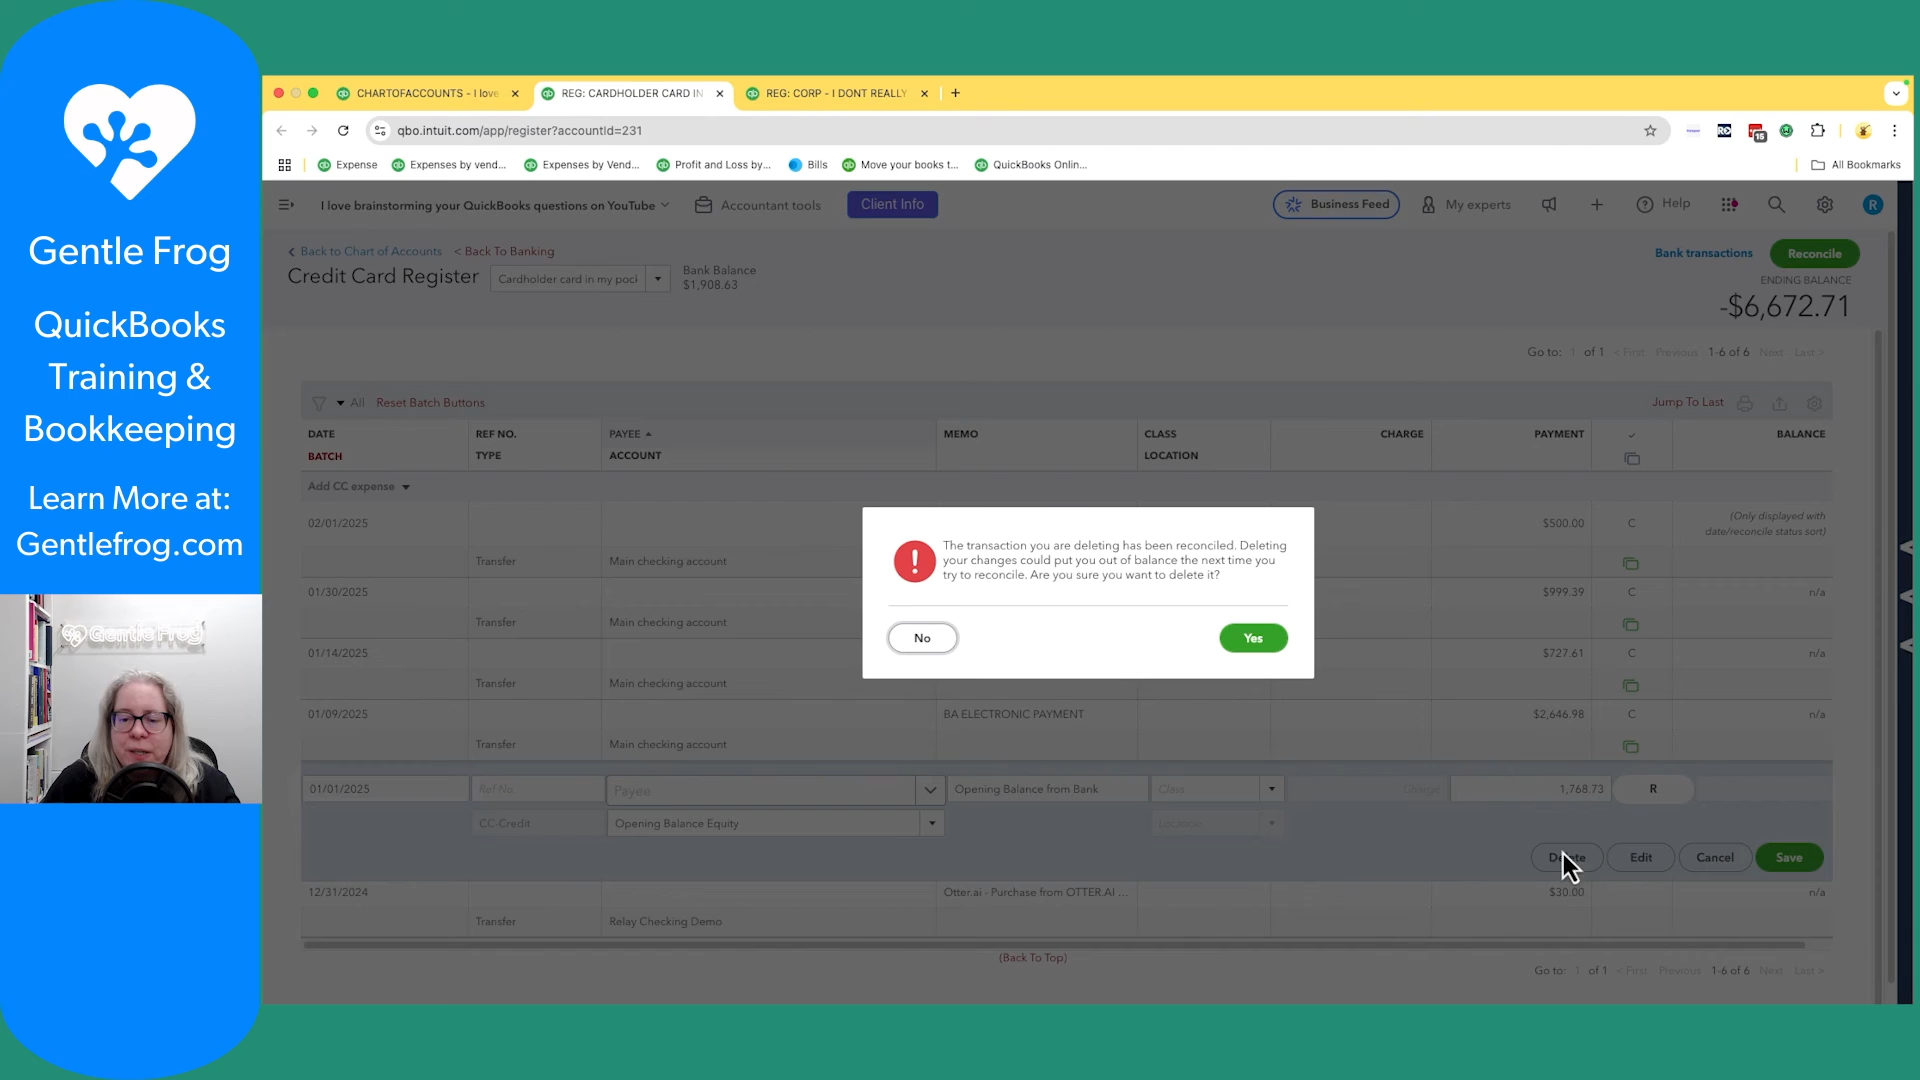 Gentle Frog
QuickBooks
Training &
Bookkeeping
Learn More at:
Gentlefrog.com
Gentle Frog
CHARTOFACCOUNTS - I love
REG: CARDHOLDER CARD IN
REG: CORP - I DONT REALLY
qbo.intuit.com/app/register?accountId=231
15
Expense
Expenses by vend...
Expenses by Vend...
Profit and Loss by...
Bills
Move your books t...
QuickBooks Onlin...
All Bookmarks
I love brainstorming your QuickBooks questions on YouTube
Accountant tools
Client Info
Business Feed
My experts
Help
R
Back to Chart of Accounts
< Back To Banking
Credit Card Register
Cardholder card in my pocl
Bank Balance
$1,908.63
Bank transactions
Reconcile
ENDING BALANCE
-$6,672.71
Go to: 1 of 1 < First Previous 1-6 of 6 Next Last >
All
Reset Batch Buttons
Jump To Last
DATE REF NO. PAYEE MEMO CLASS CHARGE PAYMENT ✓ BALANCE
BATCH TYPE ACCOUNT LOCATION
Add CC expense
02/01/2025 $500.00 C (Only displayed with
date/reconcile status sort)
Transfer Main checking account
01/30/2025 $999.39 C n/a
Transfer Main checking account
01/14/2025 $727.61 C n/a
Transfer Main checking account
01/09/2025 BA ELECTRONIC PAYMENT $2,646.98 C n/a
Transfer Main checking account
01/01/2025 Ref No. Payee Opening Balance from Bank Class Charge 1,768.73 R
CC-Credit Opening Balance Equity Location
Delete Edit Cancel Save
12/31/2024 Otter.ai - Purchase from OTTER.AI ... $30.00 n/a
Transfer Relay Checking Demo
(Back To Top)
Go to: 1 of 1 < First Previous 1-6 of 6 Next Last >
The transaction you are deleting has been reconciled. Deleting
your changes could put you out of balance the next time you
try to reconcile. Are you sure you want to delete it?
No
Yes